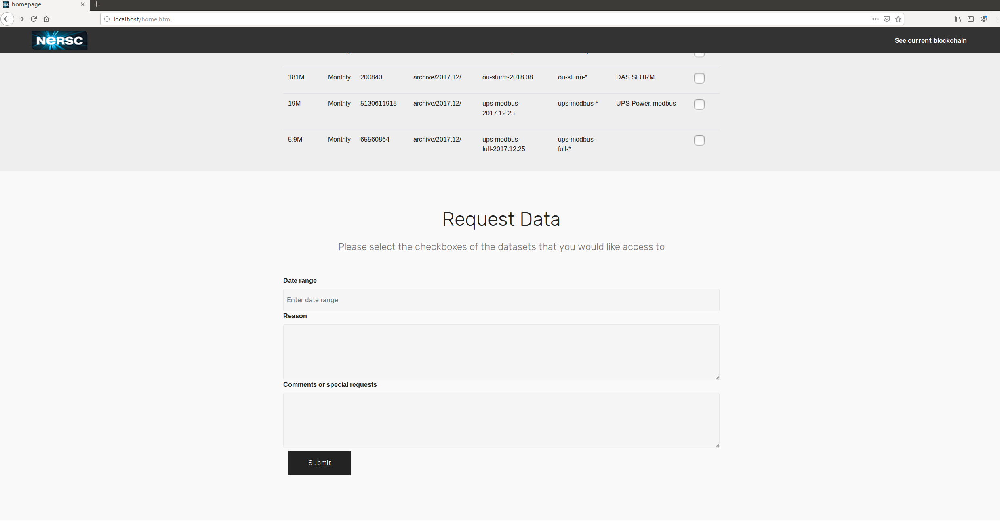 homepage
localhost/home.html
NERSC
See current blockchain
181M Monthly 200840 archive/2017.12/ ou-slurm-2018.08 ou-slurm-* DAS SLURM
19M Monthly 5130611918 archive/2017.12/ ups-modbus- ups-modbus-* UPS Power, modbus
2017.12.25
5.9M Monthly 65560864 archive/2017.12/ ups-modbus- ups-modbus-
full-2017.12.25 full-*
Request Data
Please select the checkboxes of the datasets that you would like access to
Date range
Enter date range
Reason
Comments or special requests
Submit